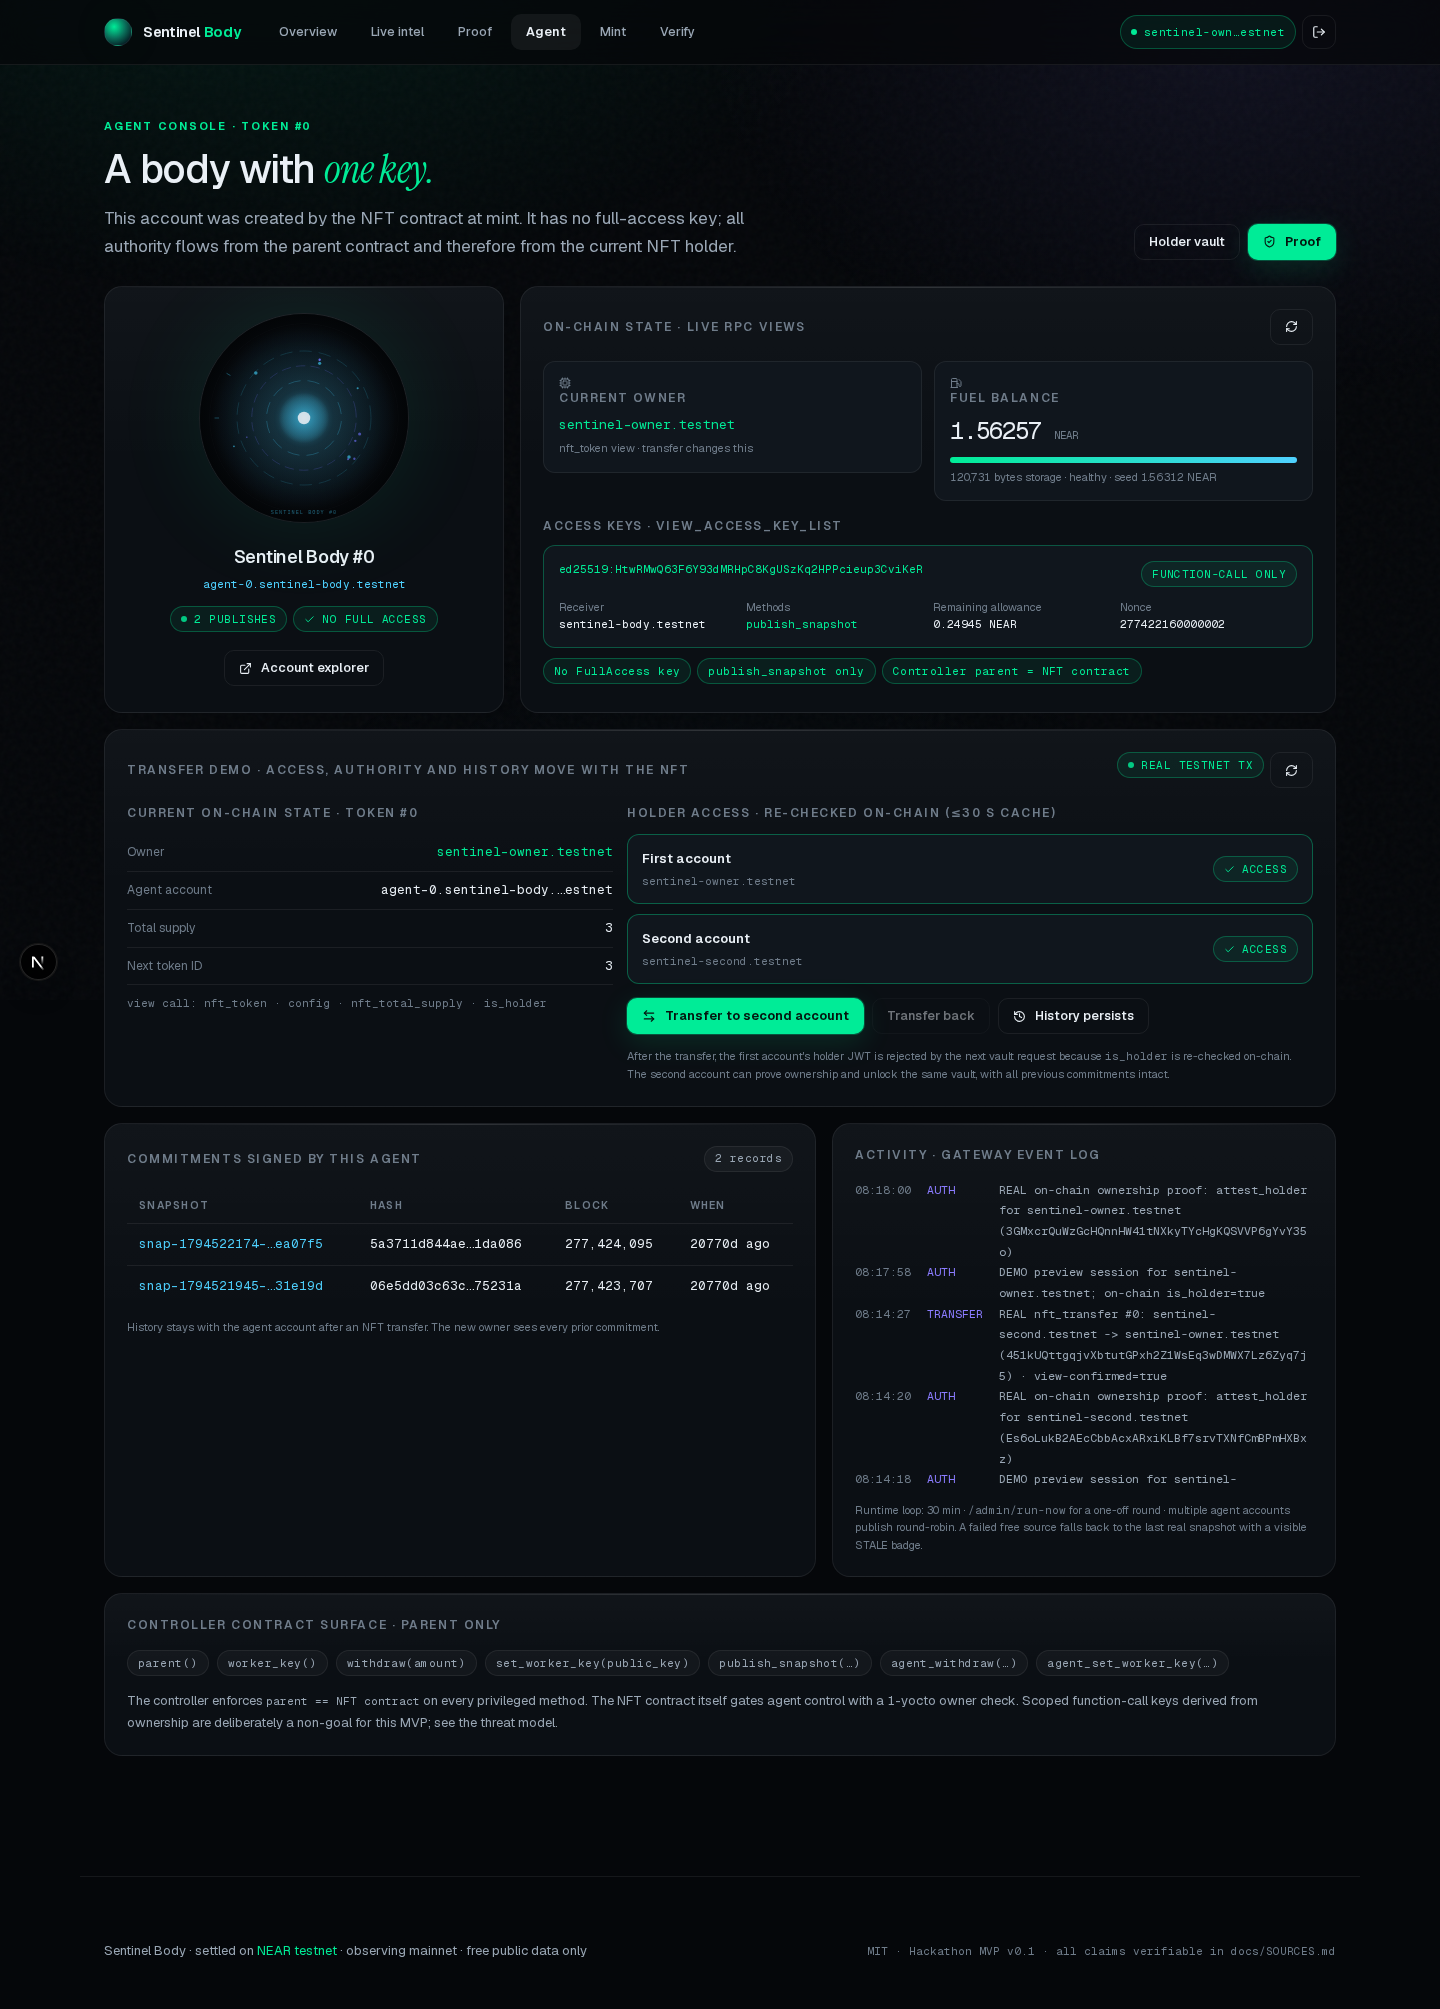 Sentinel Body
Overview
Live intel
Proof
Agent
Mint
Verify
sentinel-own…estnet
AGENT CONSOLE · TOKEN #0
A body with one key.
This account was created by the NFT contract at mint. It has no full-access key; all
authority flows from the parent contract and therefore from the current NFT holder.
Holder vault
Proof
SENTINEL BODY #0
Sentinel Body #0
agent-0.sentinel-body.testnet
2 PUBLISHES
NO FULL ACCESS
Account explorer
ON-CHAIN STATE · LIVE RPC VIEWS
CURRENT OWNER
sentinel-owner.testnet
nft_token view · transfer changes this
FUEL BALANCE
1.56257 NEAR
120,731 bytes storage · healthy · seed 1.56312 NEAR
ACCESS KEYS · VIEW_ACCESS_KEY_LIST
ed25519:HtwRMwQ63F6Y93dMRHpC8KgUSzKq2HPPcieup3CviKeR
FUNCTION-CALL ONLY
Receiver
Methods
Remaining allowance
Nonce
sentinel-body.testnet
publish_snapshot
0.24945 NEAR
277422160000002
No FullAccess key
publish_snapshot only
Controller parent = NFT contract
TRANSFER DEMO · ACCESS, AUTHORITY AND HISTORY MOVE WITH THE NFT
REAL TESTNET TX
CURRENT ON-CHAIN STATE · TOKEN #0
Owner sentinel-owner.testnet
Agent account agent-0.sentinel-body.…estnet
Total supply 3
Next token ID 3
view call: nft_token · config · nft_total_supply · is_holder
HOLDER ACCESS · RE-CHECKED ON-CHAIN (≤30 S CACHE)
First account
sentinel-owner.testnet
ACCESS
Second account
sentinel-second.testnet
ACCESS
Transfer to second account
Transfer back
History persists
After the transfer, the first account's holder JWT is rejected by the next vault request because is_holder is re-checked on-chain.
The second account can prove ownership and unlock the same vault, with all previous commitments intact.
COMMITMENTS SIGNED BY THIS AGENT
2 records
SNAPSHOT HASH BLOCK WHEN
snap-1794522174-…ea07f5 5a3711d844ae…1da086 277,424,095 20770d ago
snap-1794521945-…31e19d 06e5dd03c63c…75231a 277,423,707 20770d ago
History stays with the agent account after an NFT transfer. The new owner sees every prior commitment.
ACTIVITY · GATEWAY EVENT LOG
08:18:00 AUTH REAL on-chain ownership proof: attest_holder
for sentinel-owner.testnet
(3GMxcrQuWzGcHQnnHW41tNXkyTYcHgKQSVVP6gYvY35
o)
08:17:58 AUTH DEMO preview session for sentinel-
owner.testnet; on-chain is_holder=true
08:14:27 TRANSFER REAL nft_transfer #0: sentinel-
second.testnet -> sentinel-owner.testnet
(451kUQttgqjvXbtutGPxh2Z1WsEq3wDMWX7Lz6Zyq7j
5) · view-confirmed=true
08:14:20 AUTH REAL on-chain ownership proof: attest_holder
for sentinel-second.testnet
(Es6oLukB2AEcCbbAcxARxiKLBf7srvTXNfCmBPmHXBx
z)
08:14:18 AUTH DEMO preview session for sentinel-
Runtime loop: 30 min · /admin/run-now for a one-off round · multiple agent accounts
publish round-robin. A failed free source falls back to the last real snapshot with a visible
STALE badge.
CONTROLLER CONTRACT SURFACE · PARENT ONLY
parent()
worker_key()
withdraw(amount)
set_worker_key(public_key)
publish_snapshot(…)
agent_withdraw(…)
agent_set_worker_key(…)
The controller enforces parent == NFT contract on every privileged method. The NFT contract itself gates agent control with a 1-yocto owner check. Scoped function-call keys derived from
ownership are deliberately a non-goal for this MVP; see the threat model.
Sentinel Body · settled on NEAR testnet · observing mainnet · free public data only
MIT · Hackathon MVP v0.1 · all claims verifiable in docs/SOURCES.md